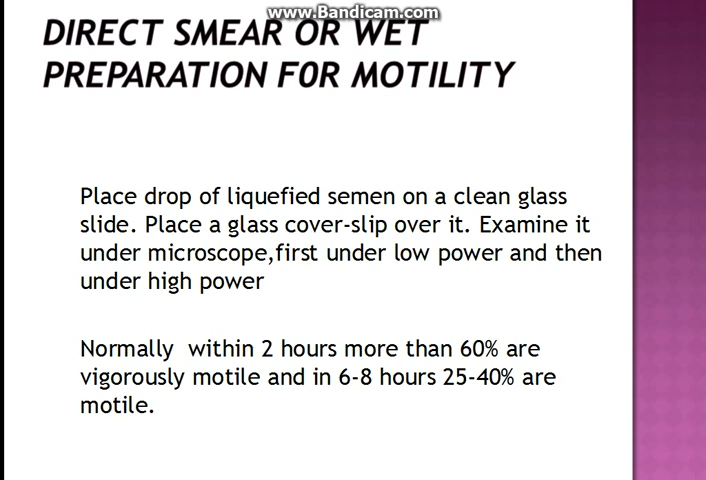 www.Bandicam.com
DIRECT SMEAR OR WET
PREPARATION F0R MOTILITY
Place drop of liquefied semen on a clean glass
slide. Place a glass cover-slip over it. Examine it
under microscope,first under low power and then
under high power
Normally within 2 hours more than 60% are
vigorously motile and in 6-8 hours 25-40% are
motile.